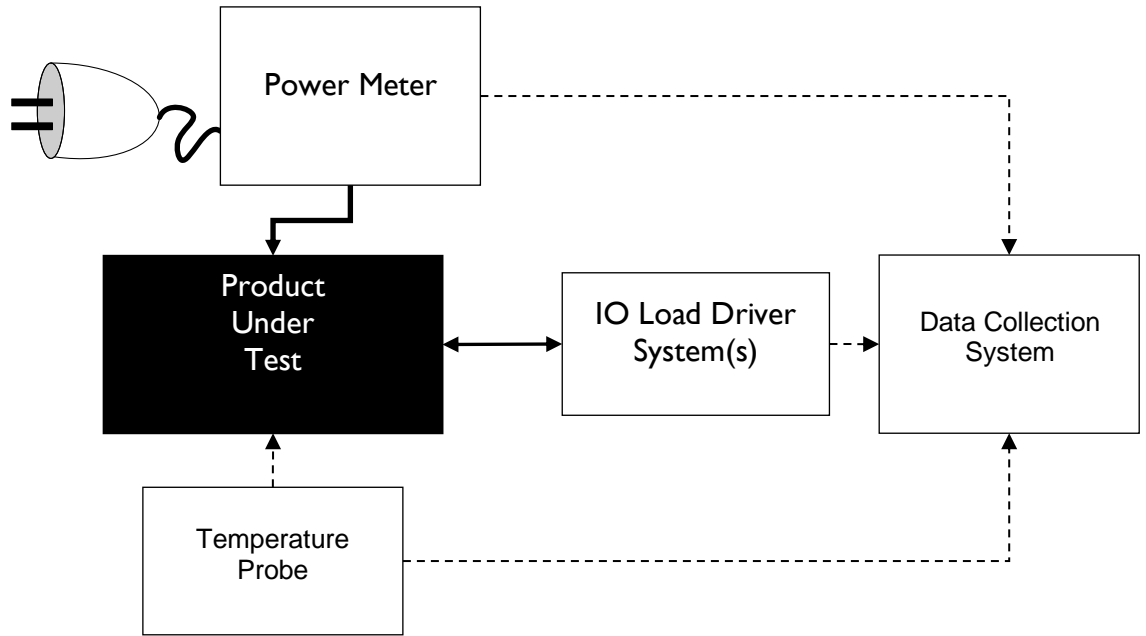 Power Meter
Product
Under
Test
IO Load Driver
System(s)
Data Collection
System
Temperature
Probe